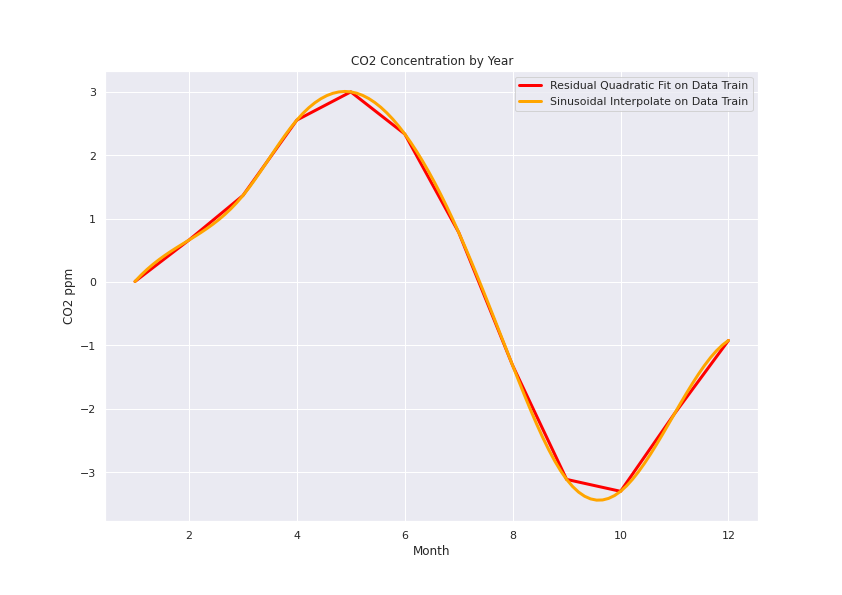 CO2 Concentration by Year
Residual Quadratic Fit on Data Train
Sinusoidal Interpolate on Data Train
3
2
1
0
−1
−2
−3
CO2 ppm
2 4 6 8 10 12
Month